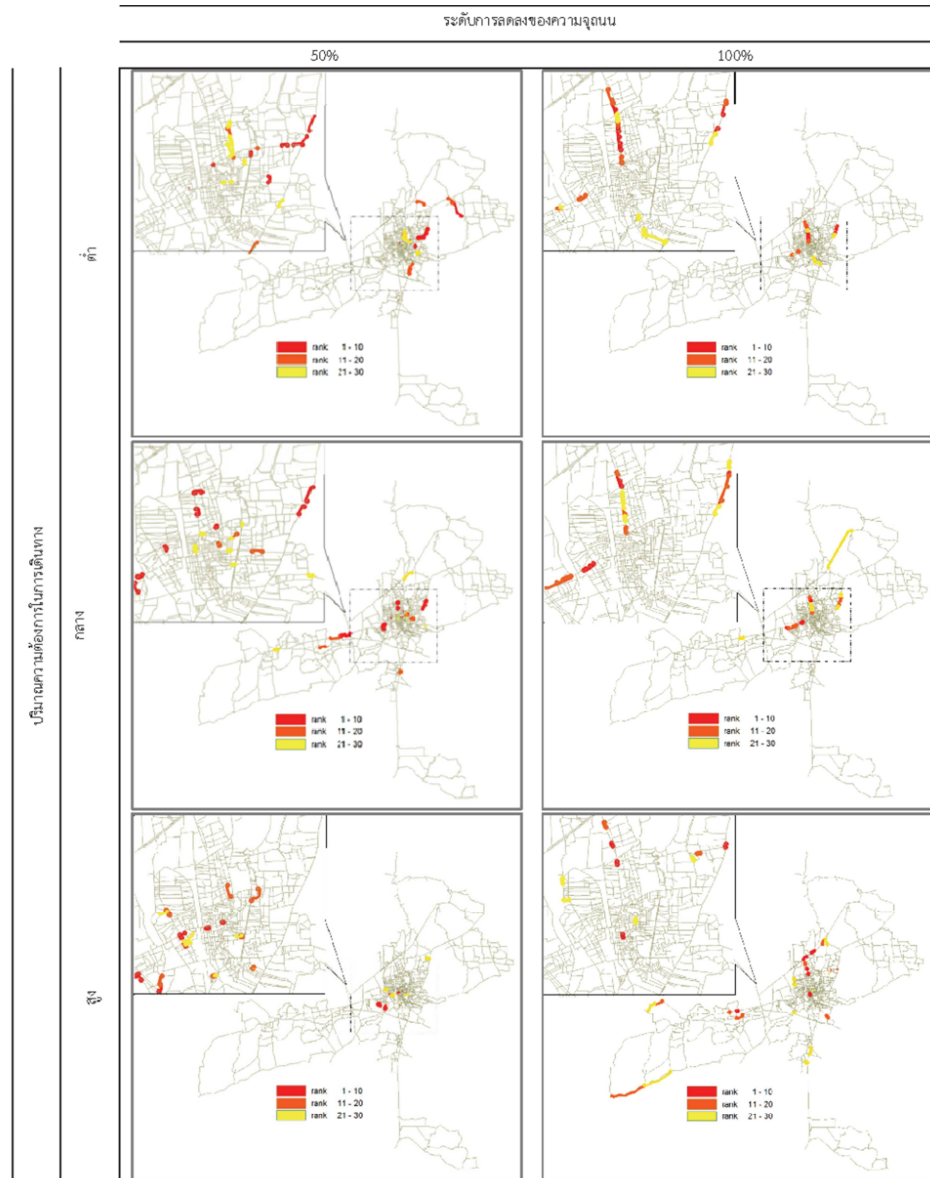 ระดับการลดลงของความจุถนน
50% 100%
ปริมาณความต้องการในการเดินทาง
ต่ำ
rank 1 - 10
rank 11 - 20
rank 21 - 30
rank 1 - 10
rank 11 - 20
rank 21 - 30
กลาง
rank 1 - 10
rank 11 - 20
rank 21 - 30
rank 1 - 10
rank 11 - 20
rank 21 - 30
สูง
rank 1 - 10
rank 11 - 20
rank 21 - 30
rank 1 - 10
rank 11 - 20
rank 21 - 30